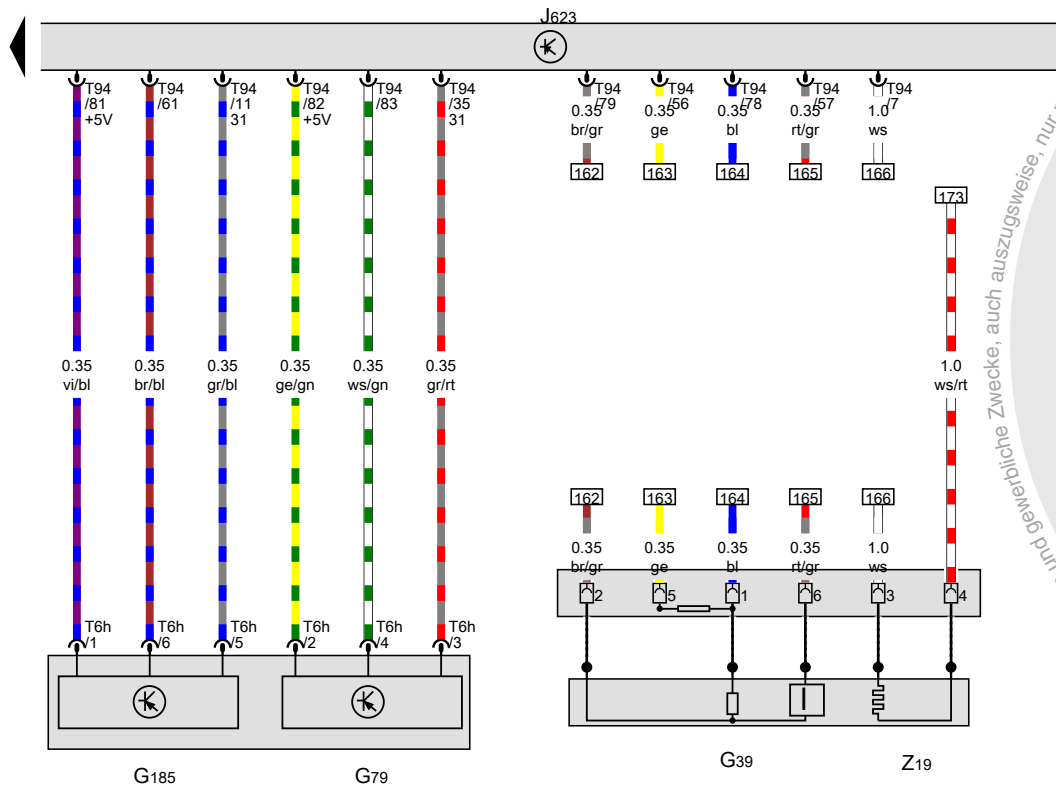 J623
T94
/81
+5V
T94
/61
T94
/11
31
T94
/82
+5V
T94
/83
T94
/35
31
T94
/79
T94
/56
T94
/78
T94
/57
T94
/7
0.35
br/gr
0.35
ge
0.35
bl
0.35
rt/gr
1.0
ws
162
163
164
165
166
173
0.35
vi/bl
0.35
br/bl
0.35
gr/bl
0.35
ge/gn
0.35
ws/gn
0.35
gr/rt
1.0
ws/rt
162
163
164
165
166
0.35
br/gr
0.35
ge
0.35
bl
0.35
rt/gr
1.0
ws
2
5
1
6
3
4
T6h
/1
T6h
/6
T6h
/5
T6h
/2
T6h
/4
T6h
/3
G185
G79
G39
Z19
und gewerbliche Zwecke, auch auszugsweise, nur